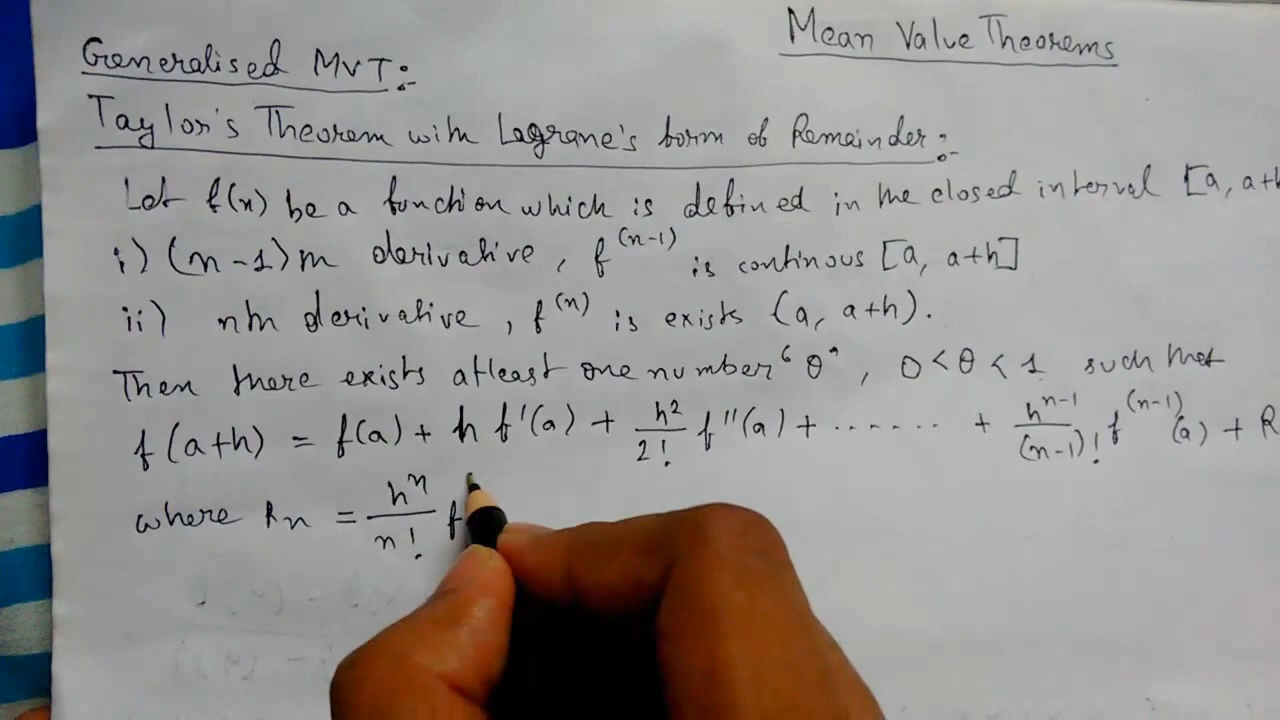 Mean Value Theorems
Generalised MVT:-
Taylor's Theorem with Lagrane's form of Remainder:-
Let f(x) be a function which is defined in the closed interval [a, a+h
i) (n-1)th derivative, f^(n-1) is continous [a, a+h]
ii) nth derivative, f^(n) is exists (a, a+h).
Then there exists atleast one number "θ", 0<θ<1 such that
f(a+h) = f(a) + h f'(a) + h²/2! f''(a) + ...... + h^(n-1)/(n-1)! f^(n-1)(a) + R
where Rn = h^n/n! f